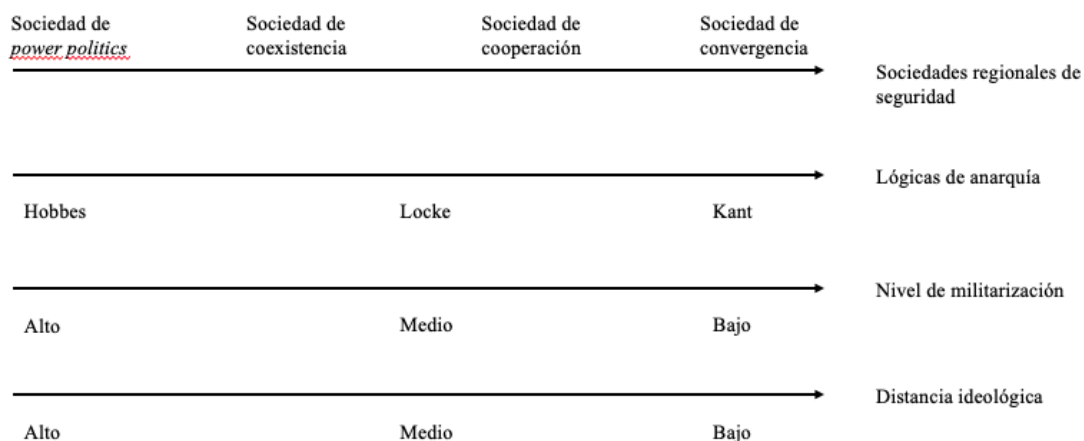 Sociedad de
power politics
Sociedad de
coexistencia
Sociedad de
cooperación
Sociedad de
convergencia
Sociedades regionales de
seguridad
Lógicas de anarquía
Hobbes
Locke
Kant
Nivel de militarización
Alto
Medio
Bajo
Distancia ideológica
Alto
Medio
Bajo